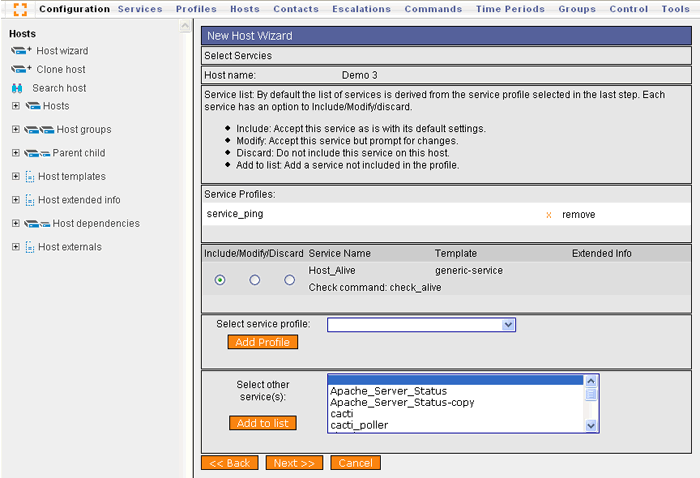 Configuration Services Profiles Hosts Contacts Escalations Commands Time Periods Groups Control Tools
Hosts
Host wizard
Clone host
Search host
Hosts
Host groups
Parent child
Host templates
Host extended info
Host dependencies
Host externals
New Host Wizard
Select Servcies
Host name: Demo 3
Service list: By default the list of services is derived from the service profile selected in the last step. Each
service has an option to Include/Modify/discard.
Include: Accept this service as is with its default settings.
Modify: Accept this service but prompt for changes.
Discard: Do not include this service on this host.
Add to list: Add a service not included in the profile.
Service Profiles:
service_ping x remove
Include/Modify/Discard Service Name Template Extended Info
Host_Alive generic-service
Check command: check_alive
Select service profile:
Add Profile
Select other
service(s):
Add to list
Apache_Server_Status
Apache_Server_Status-copy
cacti
cacti_poller
<< Back Next >> Cancel